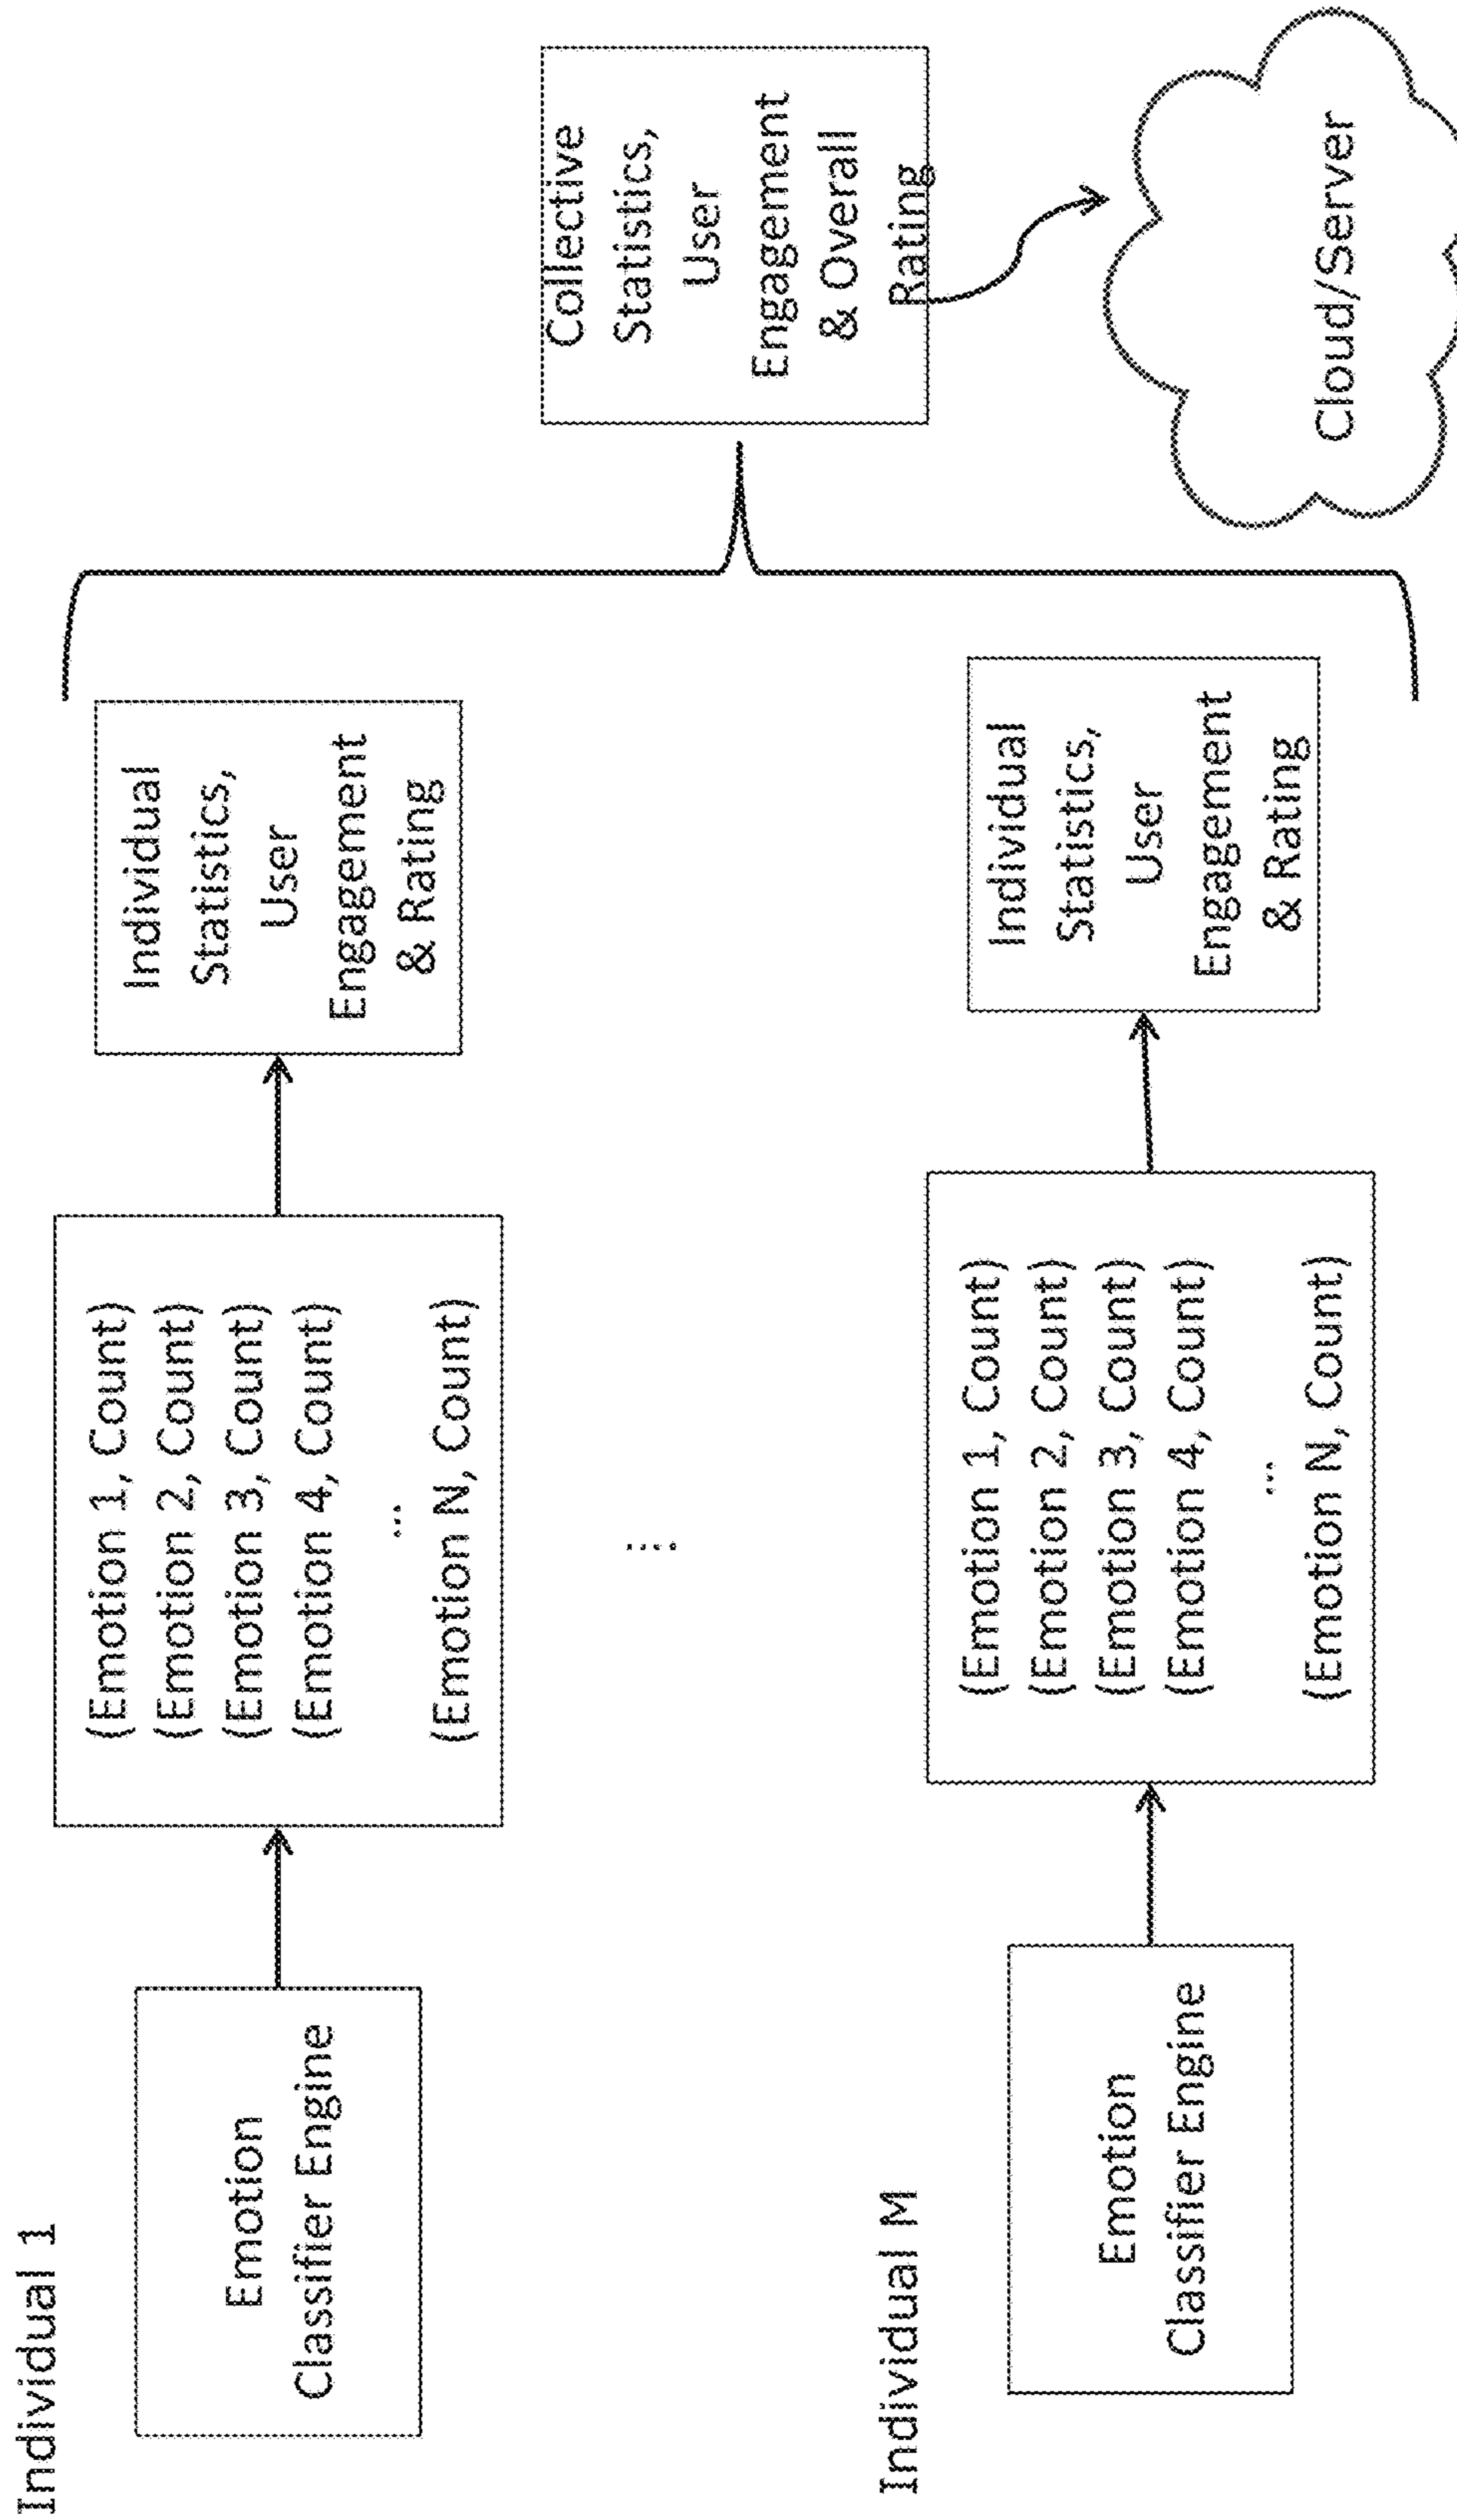 Individual 1
Emotion
Classifier Engine
(Emotion 1, Count)
(Emotion 2, Count)
(Emotion 3, Count)
(Emotion 4, Count)
...
(Emotion N, Count)
Individual
Statistics,
User
Engagement
& Rating
....
Individual M
Emotion
Classifier Engine
(Emotion 1, Count)
(Emotion 2, Count)
(Emotion 3, Count)
(Emotion 4, Count)
...
(Emotion N, Count)
Individual
Statistics,
User
Engagement
& Rating
Collective
Statistics,
User
Engagement
& Overall
Rating
Cloud/Server